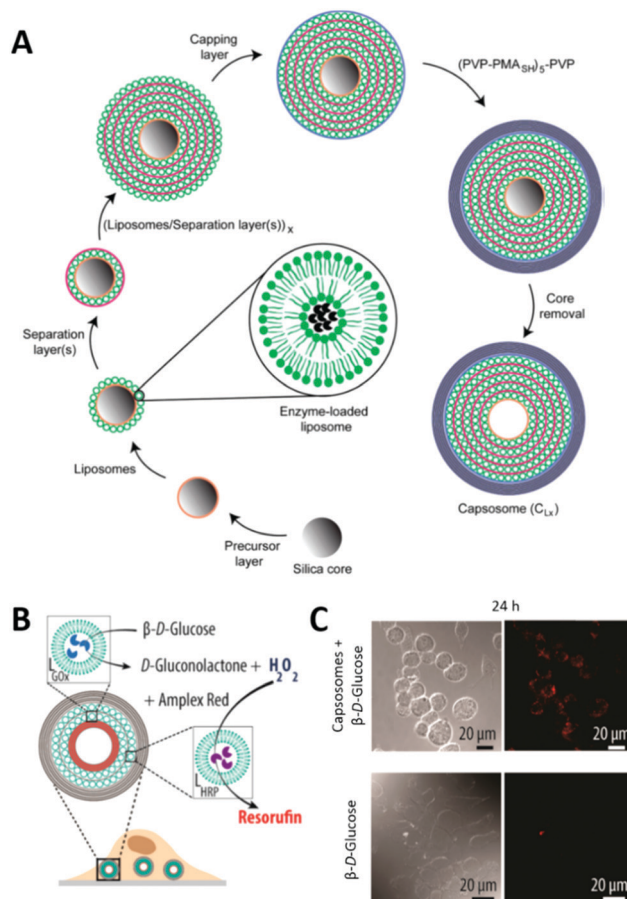 A
Capping
layer
(PVP-PMA_SH)_5-PVP
(Liposomes/Separation layer(s))_x
Separation
layer(s)
Core
removal
Enzyme-loaded
liposome
Liposomes
Capsosome (C_Lx)
Precursor
layer
Silica core
B
β-D-Glucose
L_GOx
D-Gluconolactone + H_2O_2
+ Amplex Red
L_HRP
Resorufin
C
24 h
Capsosomes +
β-D-Glucose
20 μm
20 μm
β-D-Glucose
20 μm
20 μm